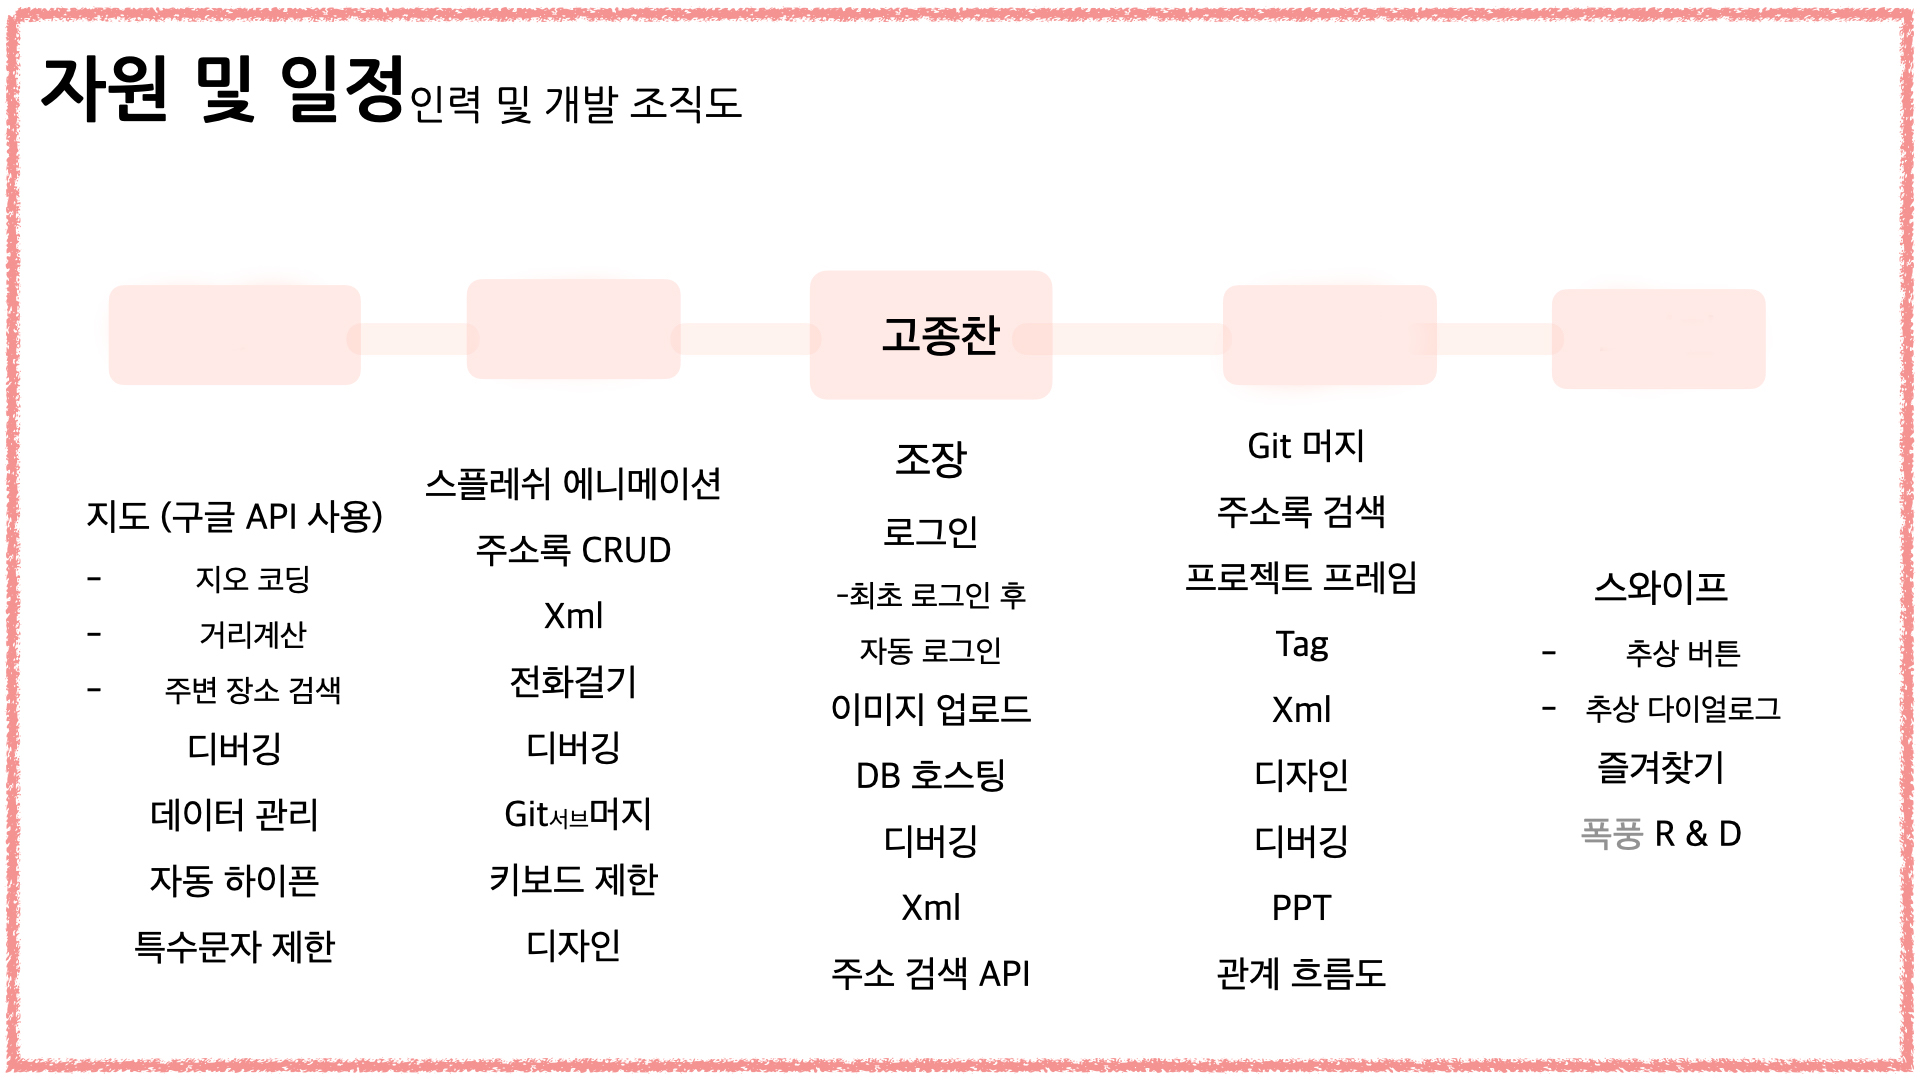 자원 및 일정 인력 및 개발 조직도
고종찬
지도 (구글 API 사용)
- 지오 코딩
- 거리계산
- 주변 장소 검색
디버깅
데이터 관리
자동 하이픈
특수문자 제한
스플레쉬 에니메이션
주소록 CRUD
Xml
전화걸기
디버깅
Git서브머지
키보드 제한
디자인
조장
로그인
-최초 로그인 후
자동 로그인
이미지 업로드
DB 호스팅
디버깅
Xml
주소 검색 API
Git 머지
주소록 검색
프로젝트 프레임
Tag
Xml
디자인
디버깅
PPT
관계 흐름도
스와이프
- 추상 버튼
- 추상 다이얼로그
즐겨찾기
폭풍 R & D